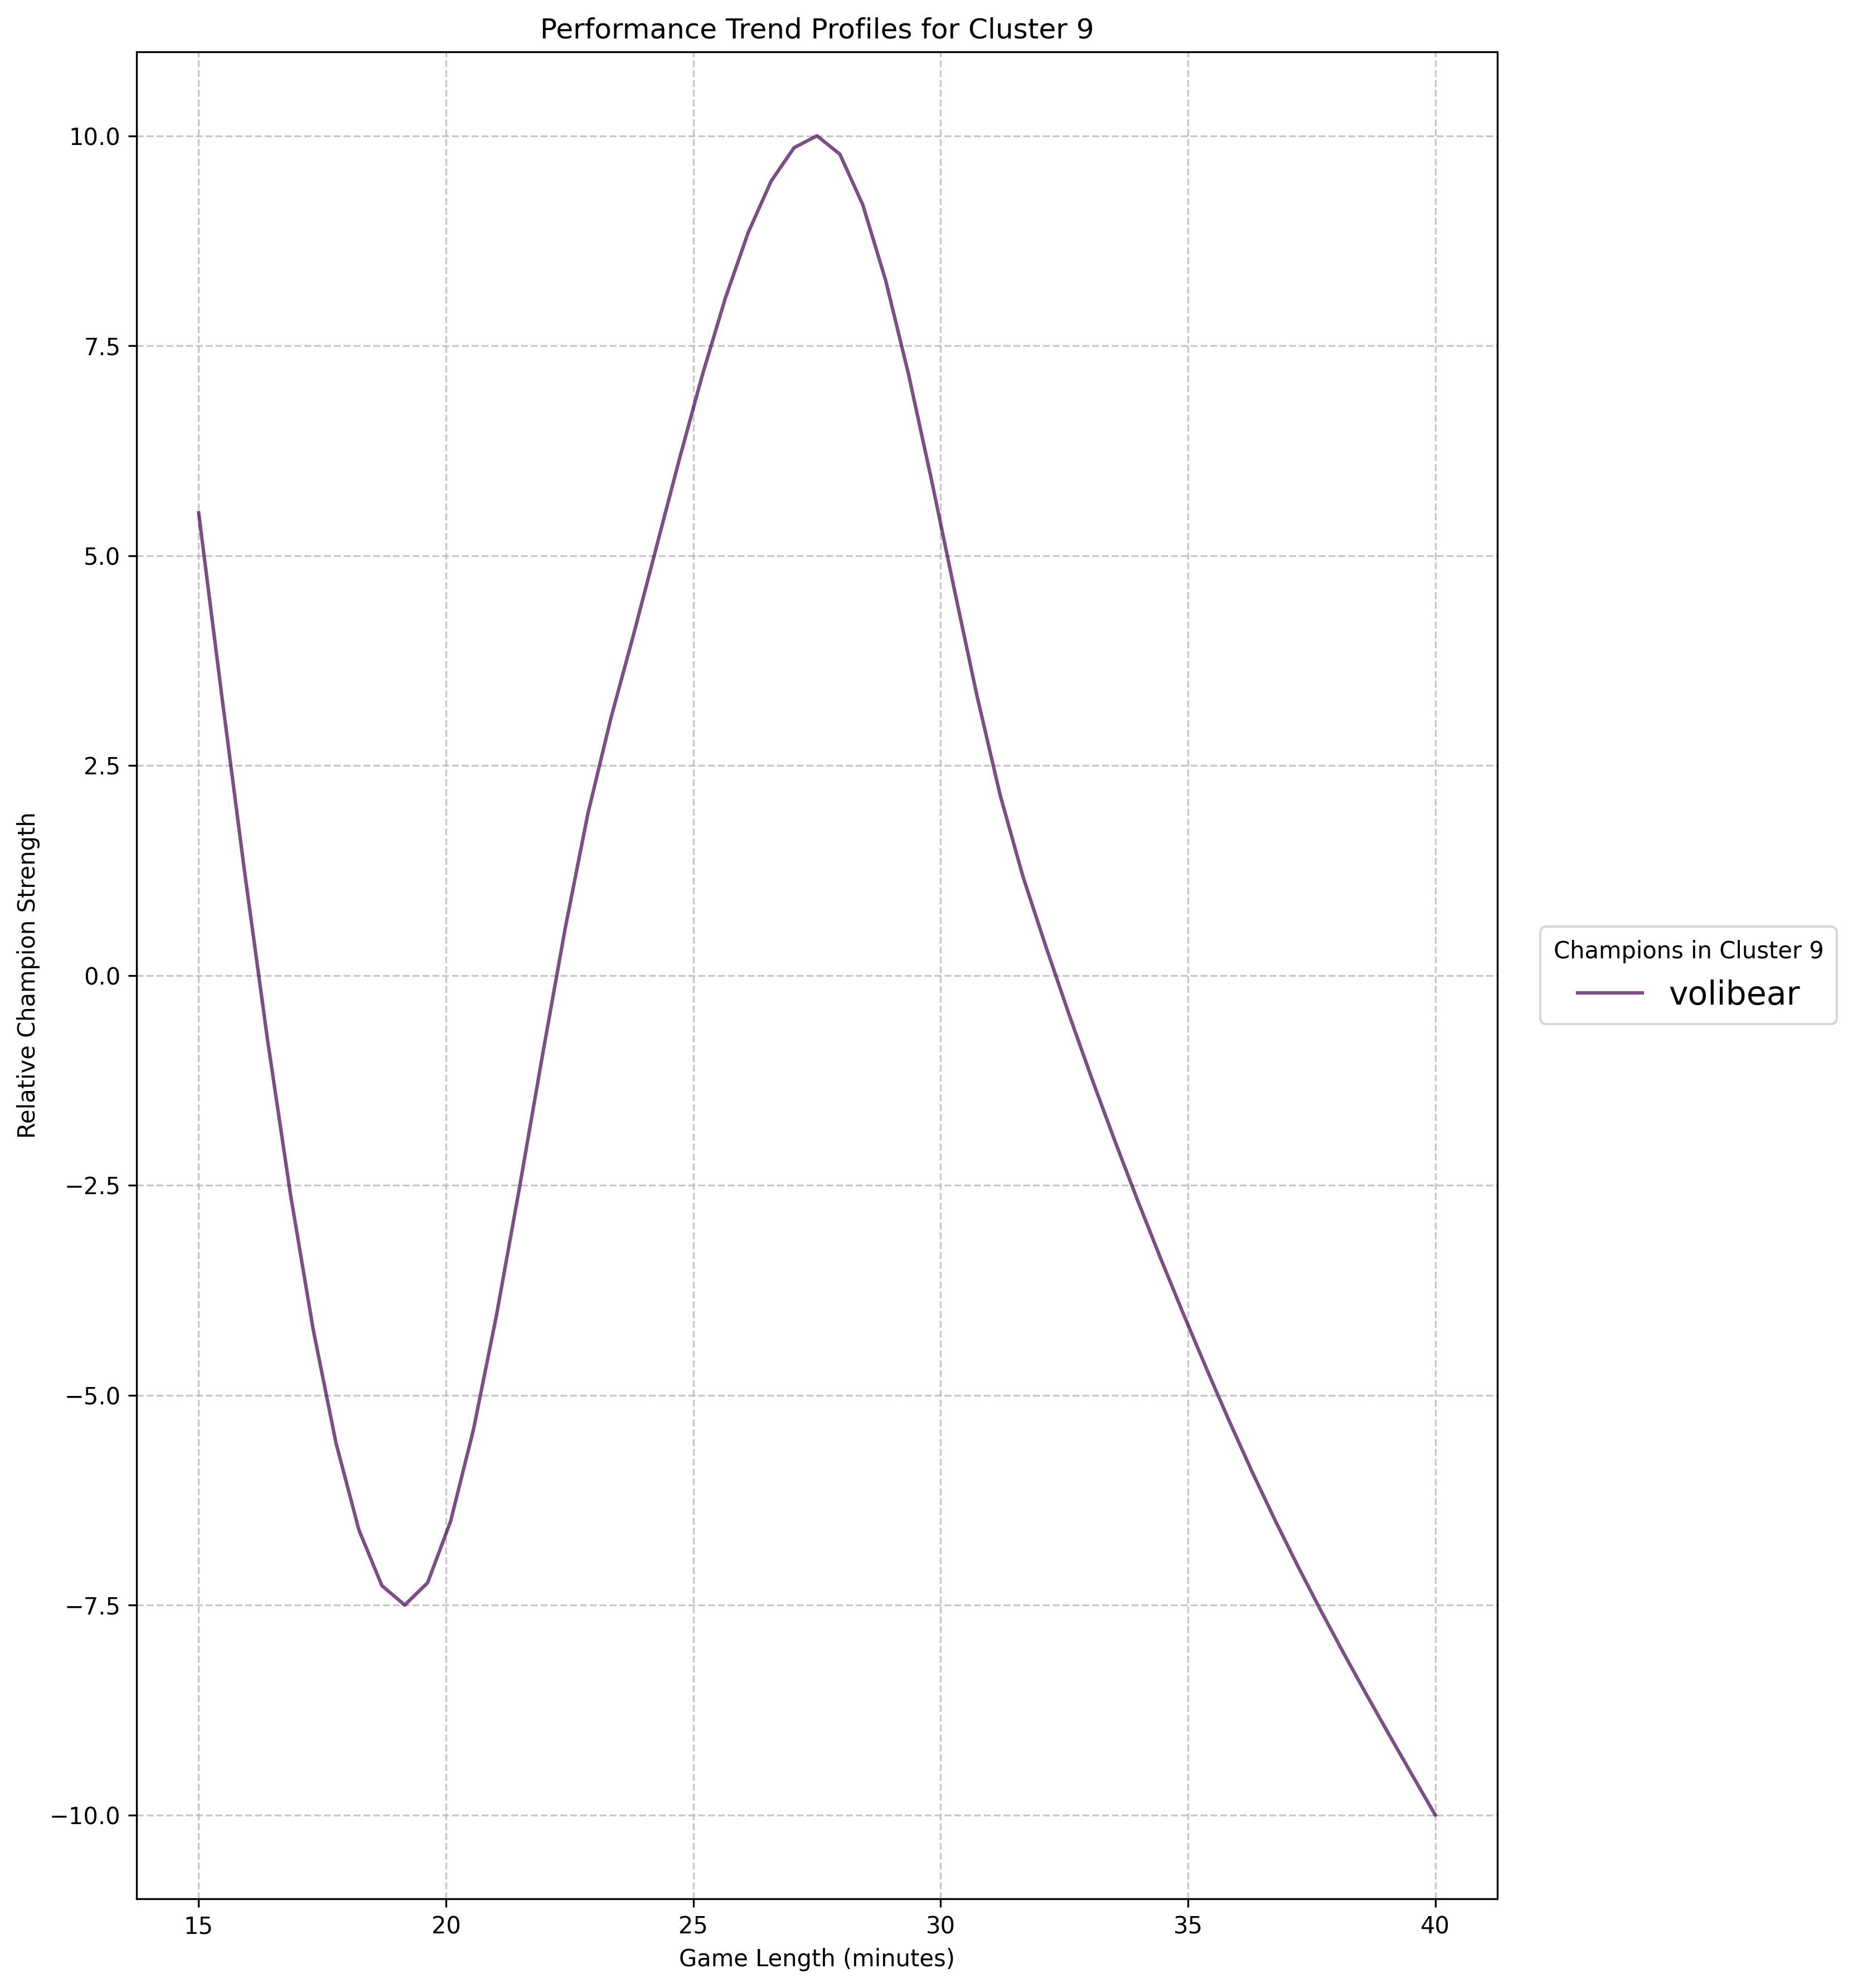 Performance Trend Profiles for Cluster 9
10.0
7.5
5.0
2.5
0.0
−2.5
−5.0
−7.5
−10.0
Relative Champion Strength
15 20 25 30 35 40
Game Length (minutes)
Champions in Cluster 9
volibear